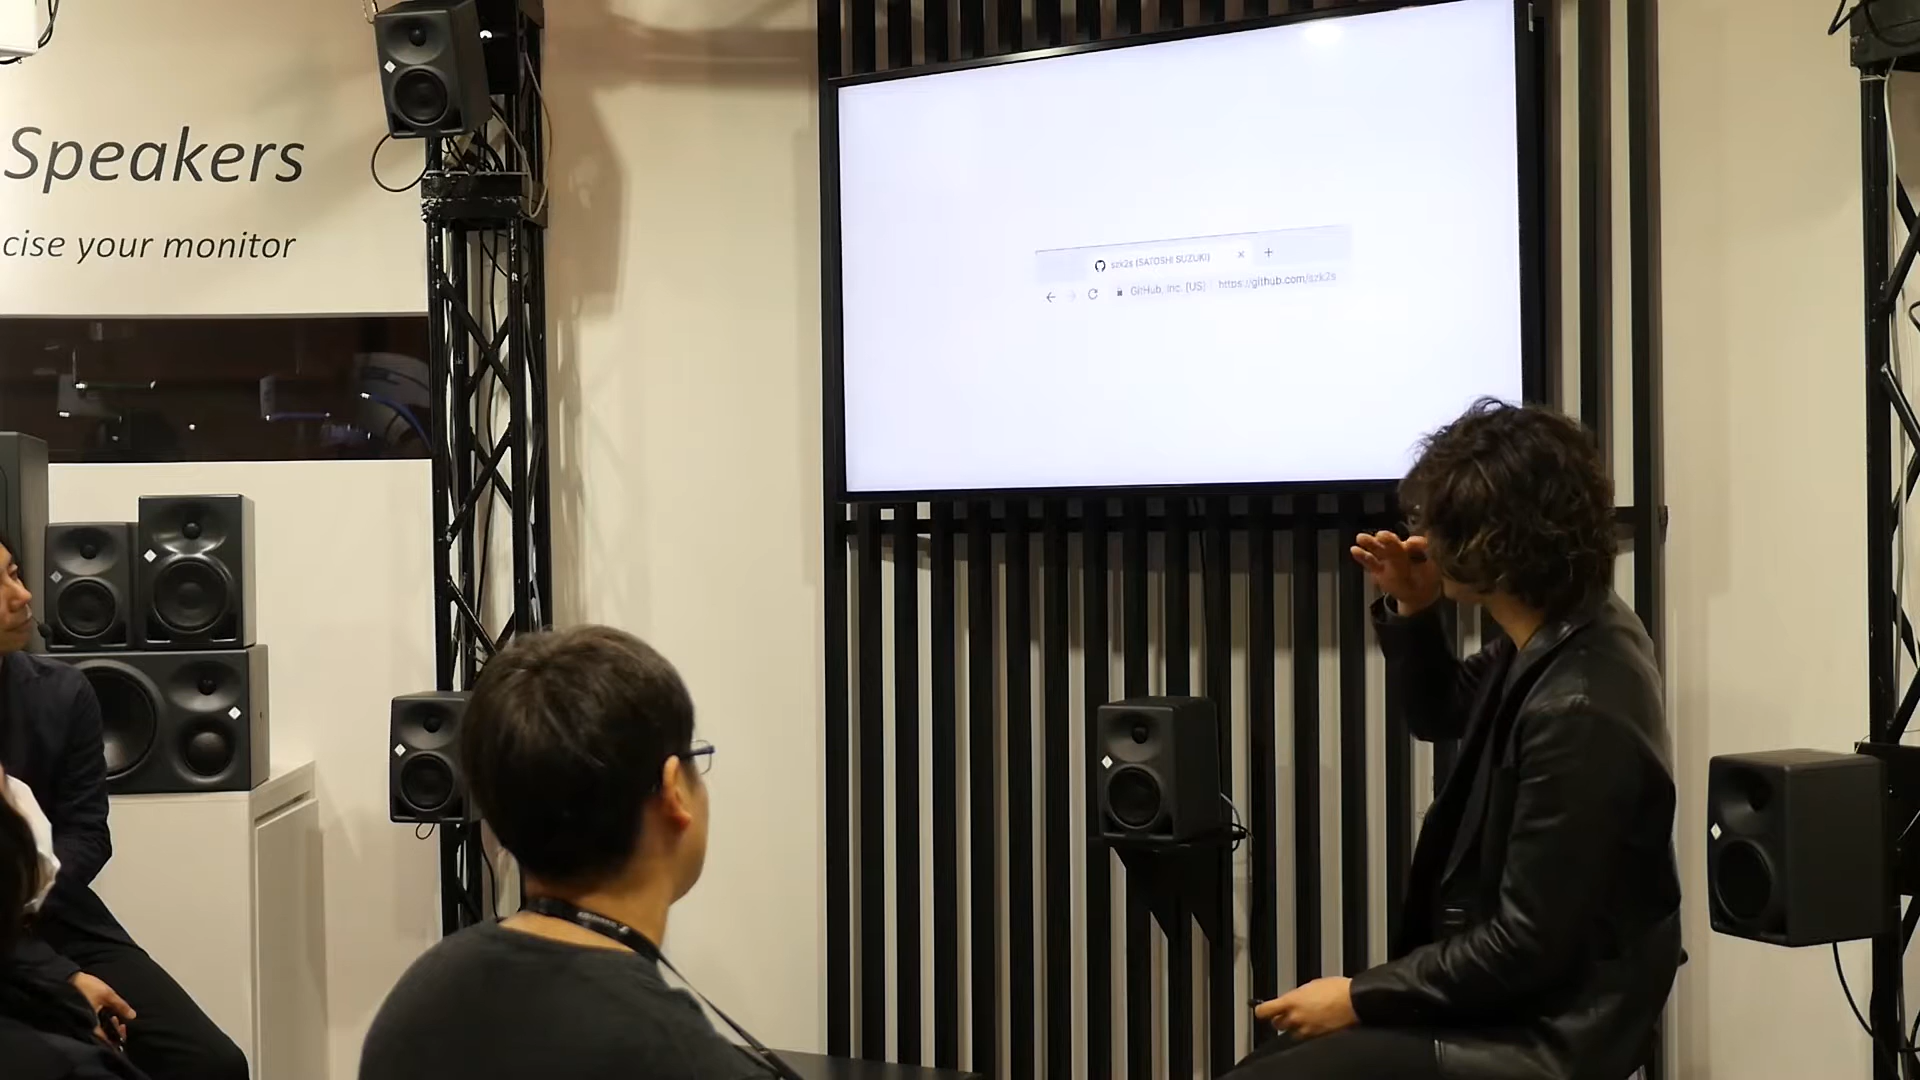 Speakers
cise your monitor
szk2s (SATOSHI SUZUKI)
GitHub, Inc. [US] | https://github.com/szk2s